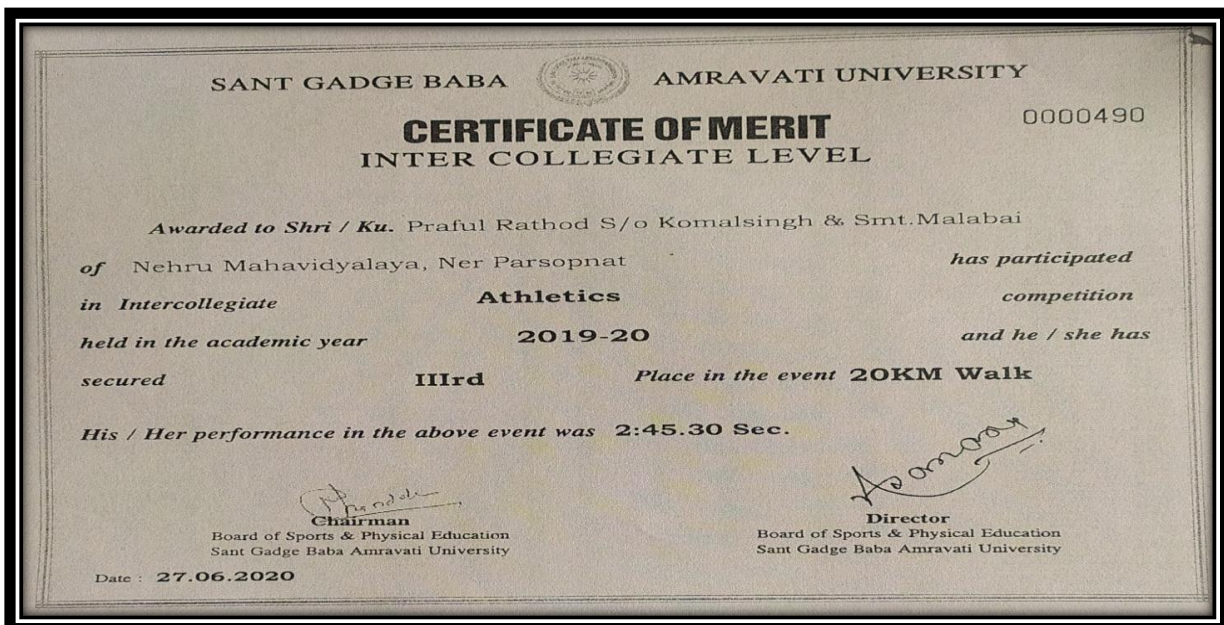 SANT GADGE BABA AMRAVATI UNIVERSITY
0000490
CERTIFICATE OF MERIT
INTER COLLEGIATE LEVEL
Awarded to Shri / Ku. Praful Rathod S/o Komalsingh & Smt.Malabai
of Nehru Mahavidyalaya, Ner Parsopnat has participated
in Intercollegiate Athletics competition
held in the academic year 2019-20 and he / she has
secured IIIrd Place in the event 20KM Walk
His / Her performance in the above event was 2:45.30 Sec.
Chairman
Board of Sports & Physical Education
Sant Gadge Baba Amravati University
Director
Board of Sports & Physical Education
Sant Gadge Baba Amravati University
Date : 27.06.2020